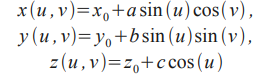 x(u,v)=x₀+a sin(u)cos(v),
y(u,v)=y₀+b sin(u)sin(v),
z(u,v)=z₀+c cos(u)